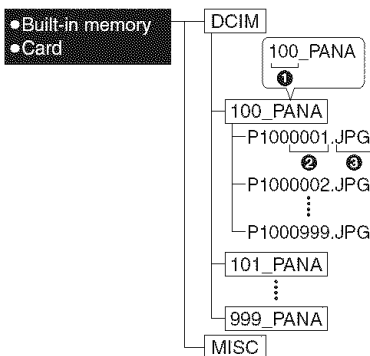 ●Built-in memory
●Card
DCIM
100_PANA
❶
100_PANA
P1000001.JPG
❷ ❸
P1000002.JPG
P1000999.JPG
101_PANA
999_PANA
MISC